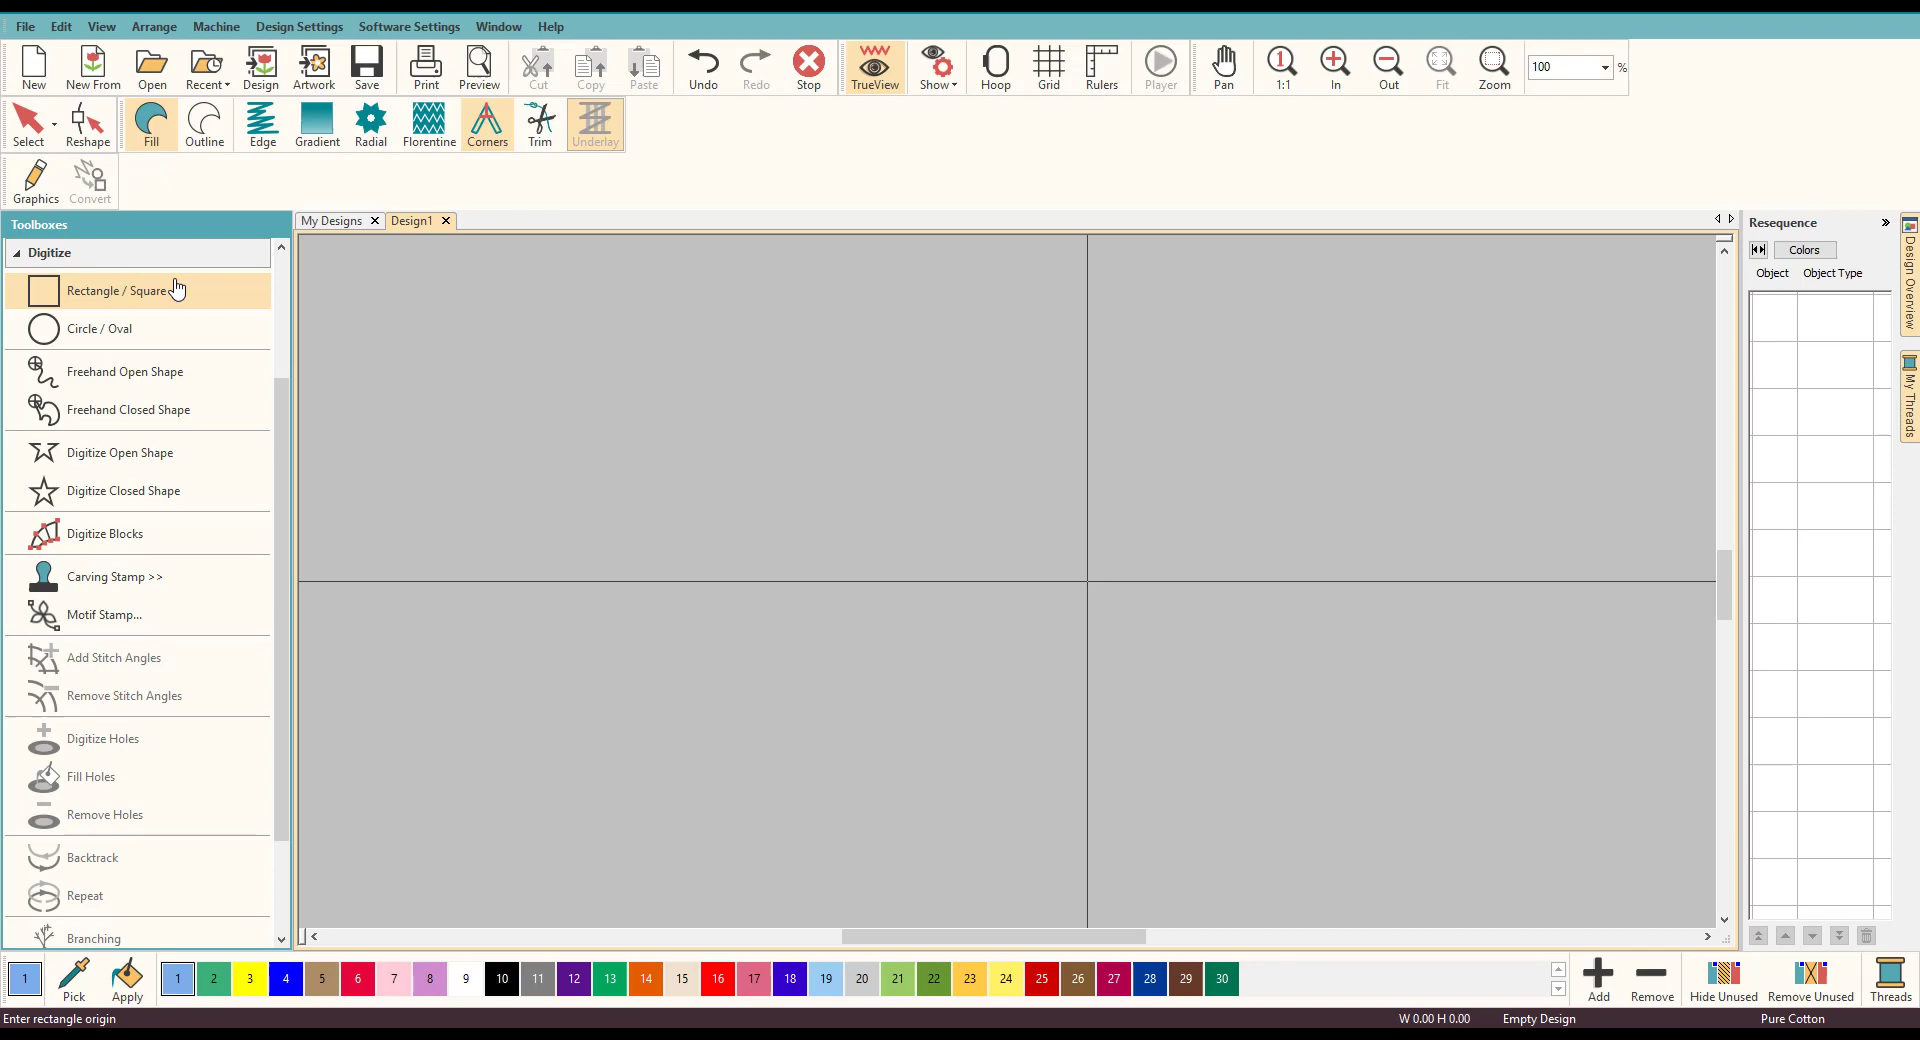 File Edit View Arrange Machine Design Settings Software Settings Window Help
New New From Open Recent Design Artwork Save Print Preview Cut Copy Paste Undo Redo Stop TrueView Show Hoop Grid Rulers Player Pan 1:1 In Out Fit Zoom 100 %
1
Select Reshape Fill Outline Edge Gradient Radial Florentine Corners Trim Underlay
Graphics Convert
Toolboxes
Digitize
Rectangle / Square
Circle / Oval
Freehand Open Shape
Freehand Closed Shape
Digitize Open Shape
Digitize Closed Shape
Digitize Blocks
Carving Stamp >>
Motif Stamp...
Add Stitch Angles
Remove Stitch Angles
Digitize Holes
Fill Holes
Remove Holes
Backtrack
Repeat
Branching
My Designs Design1
Resequence
Colors
Object Object Type
Design Overview
My Threads
1 Pick Apply 1 2 3 4 5 6 7 8 9 10 11 12 13 14 15 16 17 18 19 20 21 22 23 24 25 26 27 28 29 30 Add Remove Hide Unused Remove Unused Threads
Enter rectangle origin W 0.00 H 0.00 Empty Design Pure Cotton